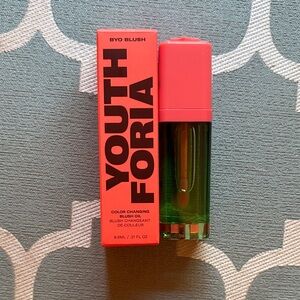 BYO BLUSH
YOUTH
FORIA
COLOR CHANGING
BLUSH OIL
BLUSH CHANGEANT
DE COULEUR